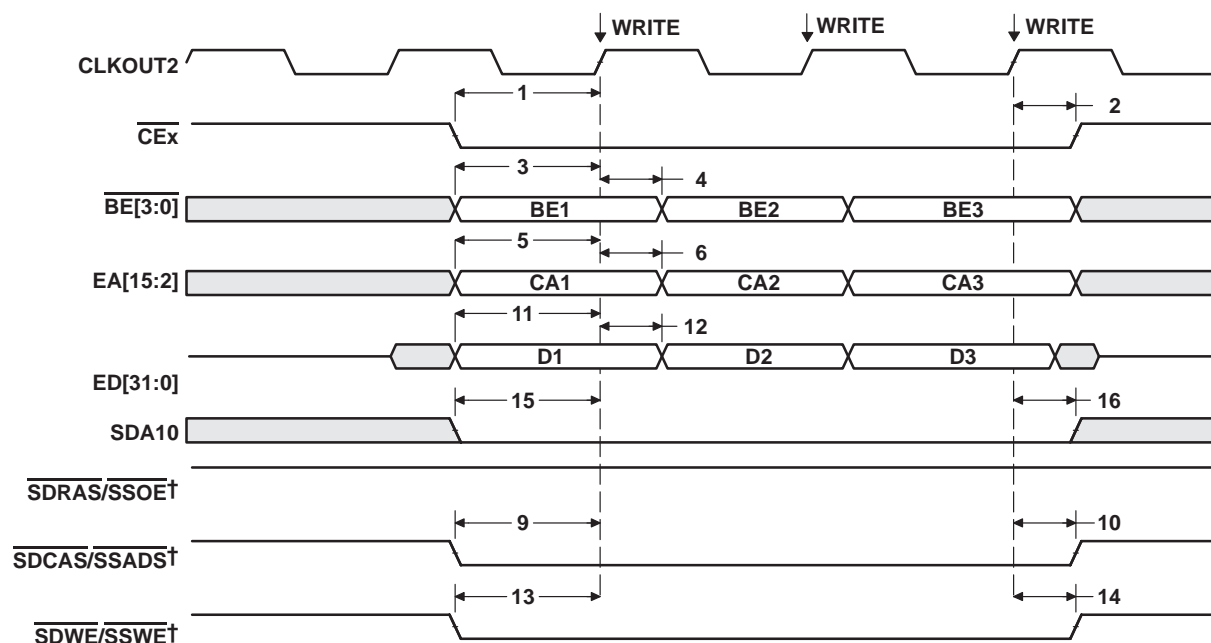 WRITE WRITE WRITE
CLKOUT2
1 2
CEx
3 4
BE[3:0] BE1 BE2 BE3
5 6
EA[15:2] CA1 CA2 CA3
11 12
D1 D2 D3
ED[31:0]
15 16
SDA10
SDRAS/SSOE†
9 10
SDCAS/SSADS†
13 14
SDWE/SSWE†